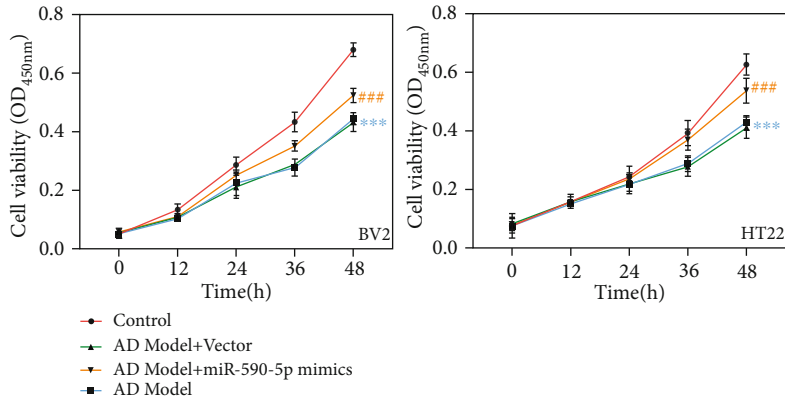 Cell viability (OD450nm)
0.8
0.6
0.4
0.2
0.0
0 12 24 36 48
Time(h)
BV2
###
***
Cell viability (OD450nm)
0.8
0.6
0.4
0.2
0.0
0 12 24 36 48
Time(h)
HT22
###
***
Control
AD Model+Vector
AD Model+miR-590-5p mimics
AD Model